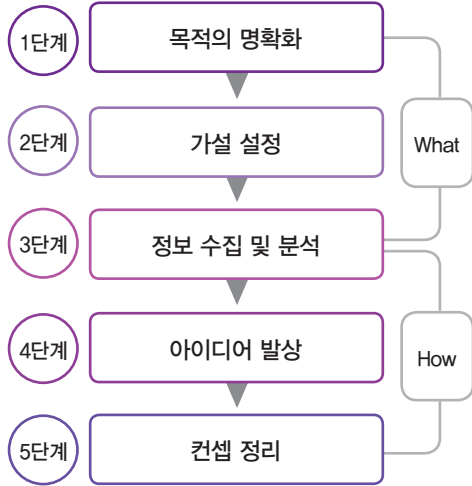 1단계
목적의 명확화
2단계
가설 설정
What
3단계
정보 수집 및 분석
4단계
아이디어 발상
How
5단계
컨셉 정리